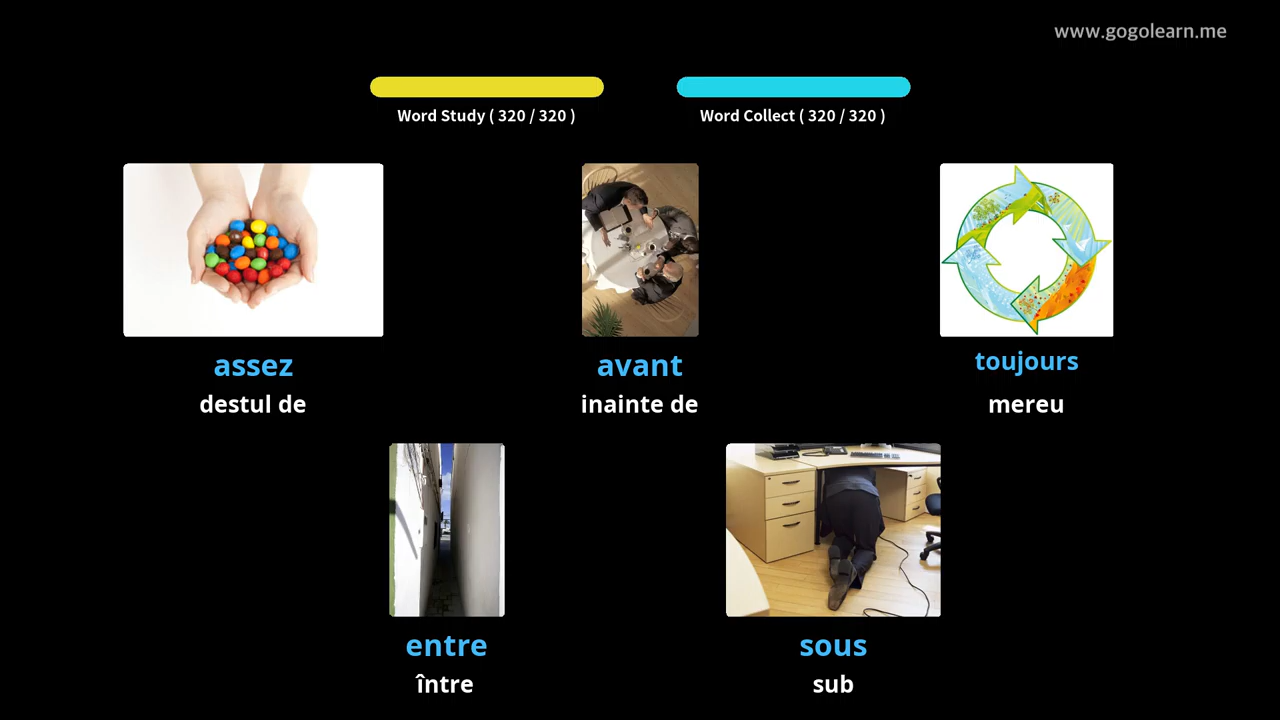 www.gogolearn.me
Word Study ( 320 / 320 )
Word Collect ( 320 / 320 )
assez
destul de
avant
inainte de
toujours
mereu
entre
între
sous
sub